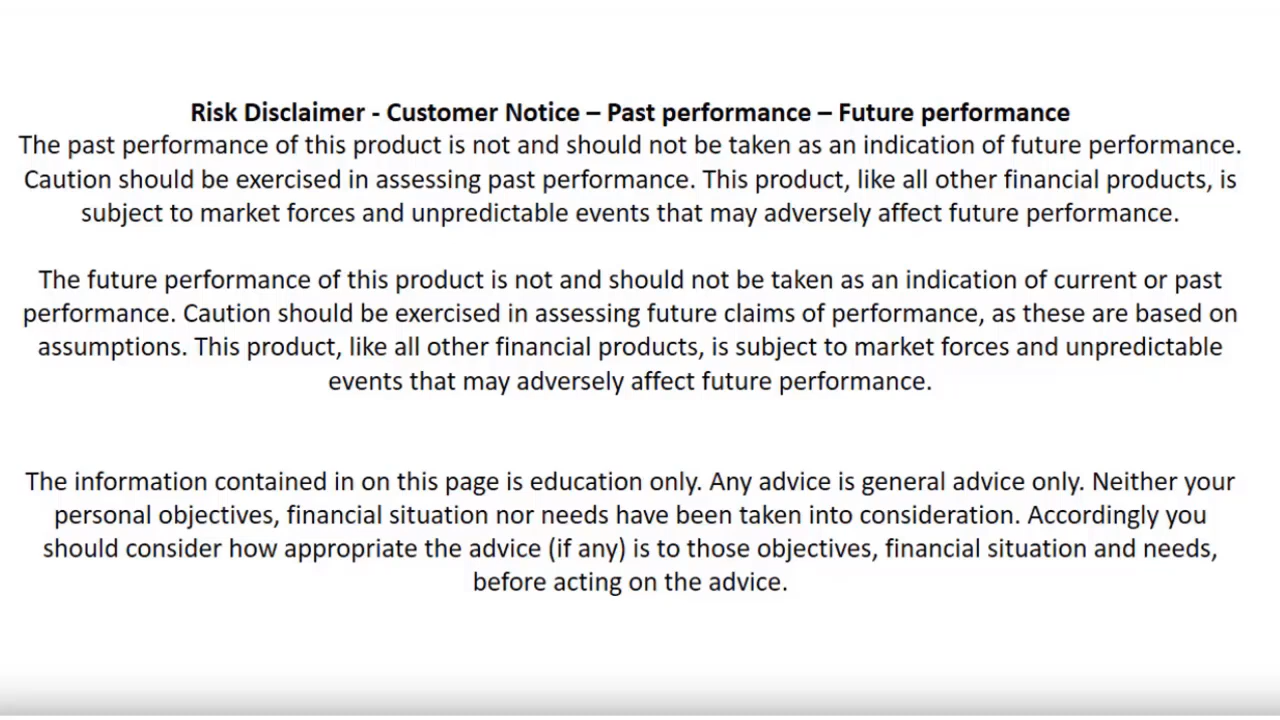 Risk Disclaimer - Customer Notice – Past performance – Future performance
The past performance of this product is not and should not be taken as an indication of future performance.
Caution should be exercised in assessing past performance. This product, like all other financial products, is
subject to market forces and unpredictable events that may adversely affect future performance.
The future performance of this product is not and should not be taken as an indication of current or past
performance. Caution should be exercised in assessing future claims of performance, as these are based on
assumptions. This product, like all other financial products, is subject to market forces and unpredictable
events that may adversely affect future performance.
The information contained in on this page is education only. Any advice is general advice only. Neither your
personal objectives, financial situation nor needs have been taken into consideration. Accordingly you
should consider how appropriate the advice (if any) is to those objectives, financial situation and needs,
before acting on the advice.